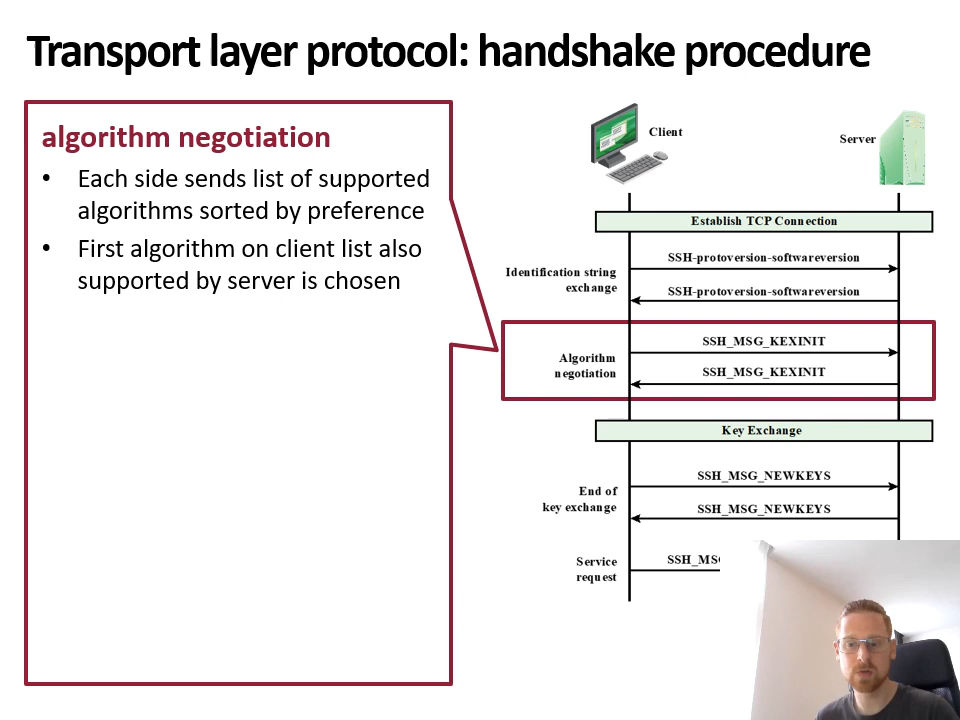 Transport layer protocol: handshake procedure
algorithm negotiation
• Each side sends list of supported
algorithms sorted by preference
• First algorithm on client list also
supported by server is chosen
Client
Server
Establish TCP Connection
Identification string
exchange
SSH-protoversion-softwareversion
SSH-protoversion-softwareversion
Algorithm
negotiation
SSH_MSG_KEXINIT
SSH_MSG_KEXINIT
Key Exchange
End of
key exchange
SSH_MSG_NEWKEYS
SSH_MSG_NEWKEYS
Service
request